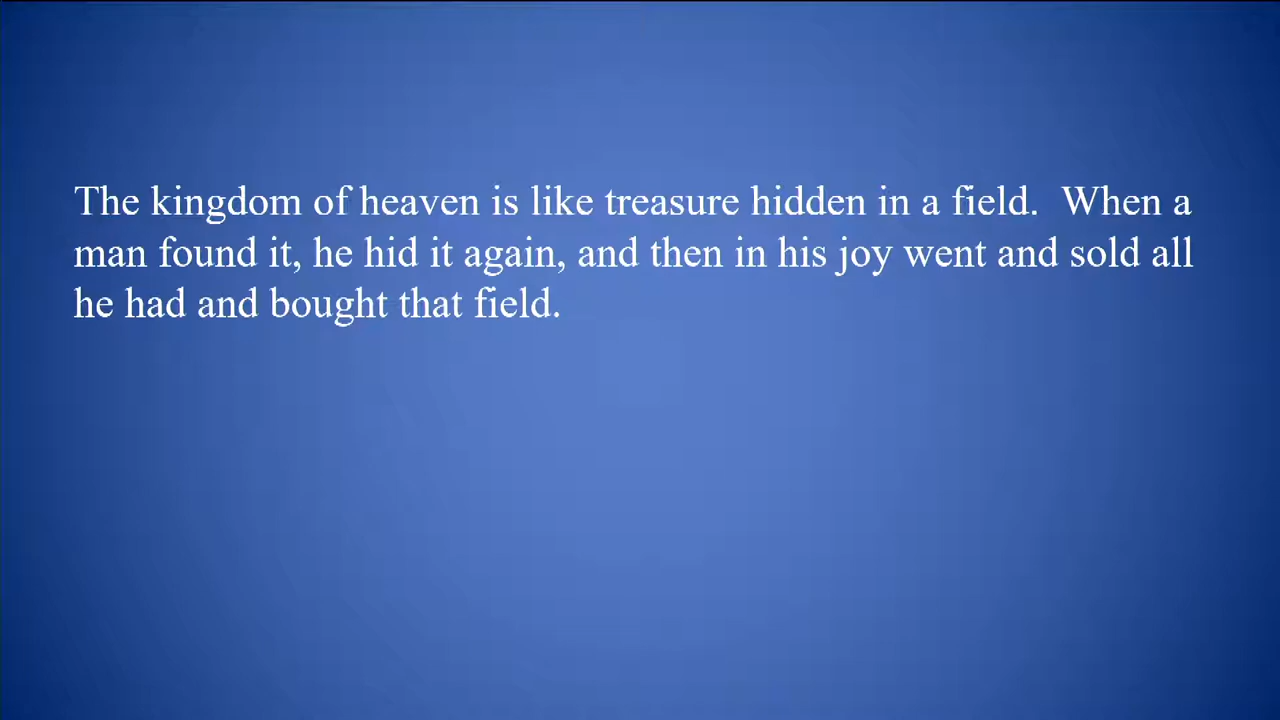 The kingdom of heaven is like treasure hidden in a field.  When a
man found it, he hid it again, and then in his joy went and sold all
he had and bought that field.